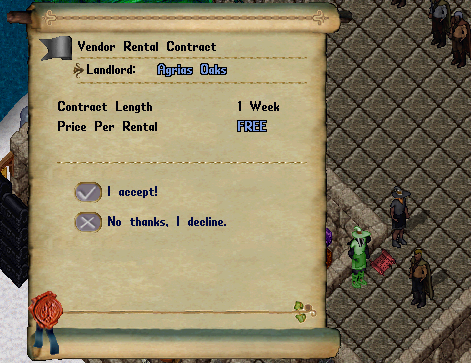 Vendor Rental Contract
Landlord: Agrias Oaks
Contract Length 1 Week
Price Per Rental FREE
I accept!
No thanks, I decline.